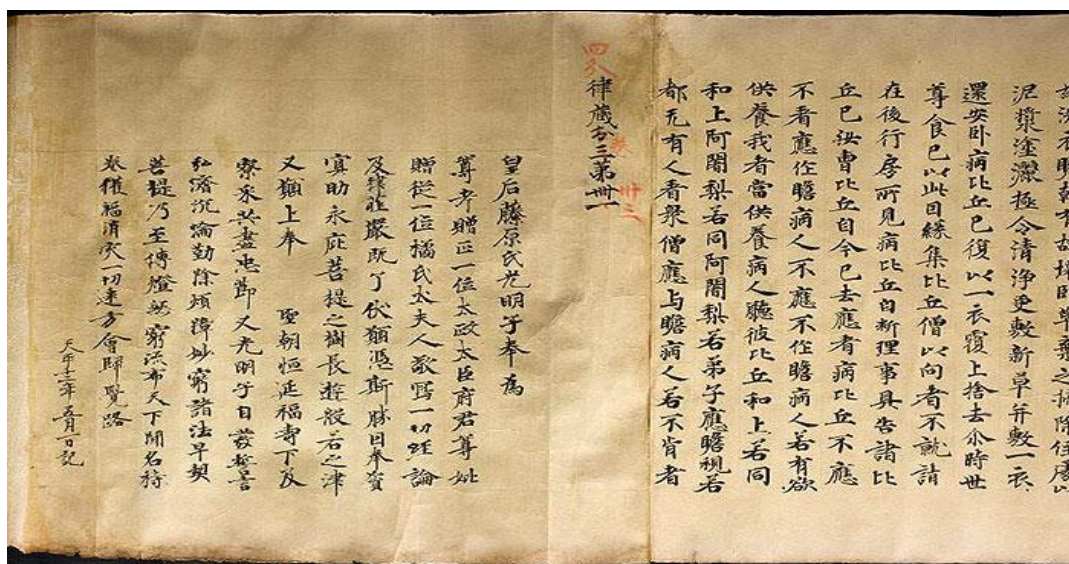 泥漿塗灑極令清淨更敷新草并敷一衣
還安卧病比丘已復以一衣覆上捨去尒時世
尊食已以此因緣集比丘僧以向者不就請
在後行房所見病比丘自料理事具告諸比
丘已汝曹比丘自今已去應看病比丘不應
不看應作瞻病人不應不作瞻病人若有欲
供養我者當供養病人聽彼比丘和上若同
和上阿闍梨若同阿闍梨若弟子應瞻視若
都无有人看衆僧應与瞻病人若不肯者
四分律藏 三分 卷第卌一
卌三
皇后藤原氏光明子奉為
尊考贈正一位太政太臣府君尊妣
贈從一位橘氏太夫人敬寫一切經論
及律莊嚴既了伏願憑斯勝因奉資
冥助永庇菩提之樹長遊般若之津
又願上奉 聖朝恒延福壽下及
寮采共盡忠節又光明子自發誓言
弘濟沉淪勤除煩障妙窮諸法早契
菩提乃至傳燈無窮流布天下聞名持
卷獲福消災一切迷方會歸覺路
天平十二年五月一日記